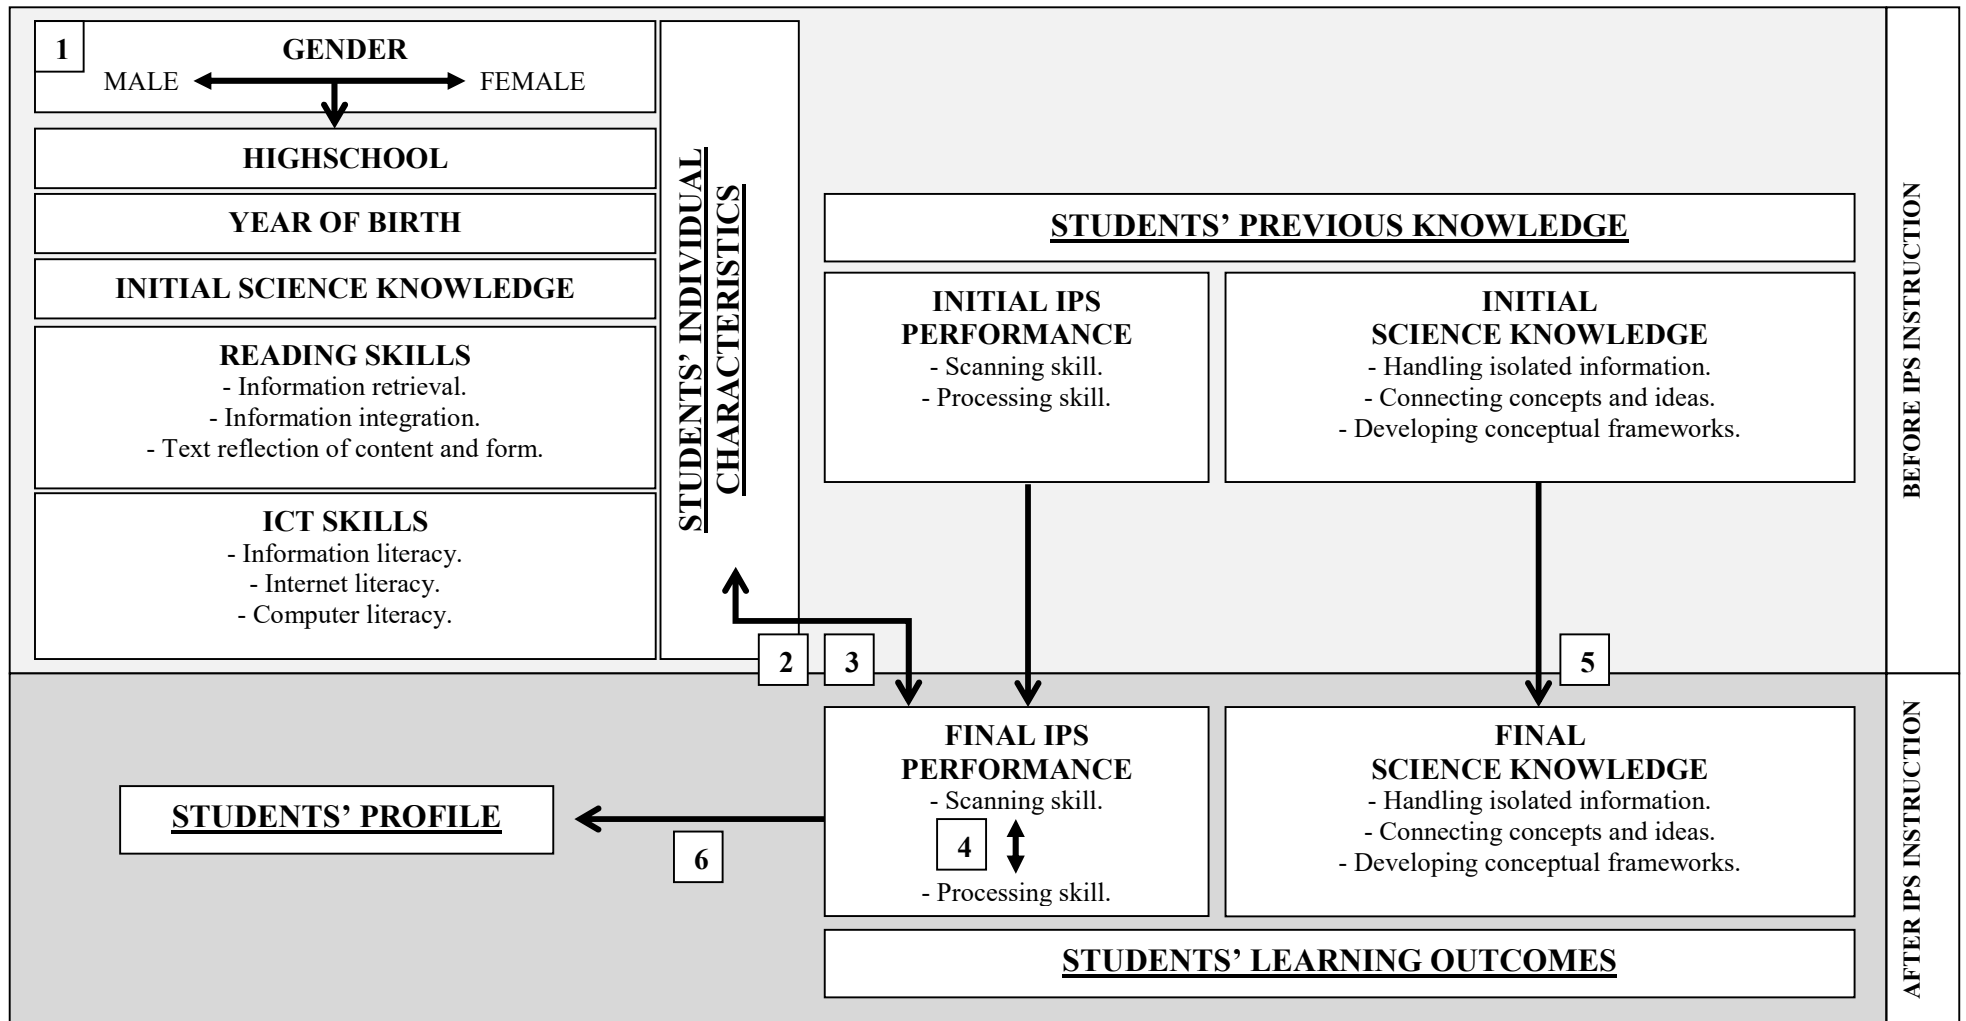 1
GENDER
MALE FEMALE
HIGHSCHOOL
YEAR OF BIRTH
INITIAL SCIENCE KNOWLEDGE
READING SKILLS
- Information retrieval.
- Information integration.
- Text reflection of content and form.
ICT SKILLS
- Information literacy.
- Internet literacy.
- Computer literacy.
STUDENTS’ INDIVIDUAL
CHARACTERISTICS
STUDENTS’ PREVIOUS KNOWLEDGE
INITIAL IPS
PERFORMANCE
- Scanning skill.
- Processing skill.
INITIAL
SCIENCE KNOWLEDGE
- Handling isolated information.
- Connecting concepts and ideas.
- Developing conceptual frameworks.
BEFORE IPS INSTRUCTION
2
3
5
STUDENTS’ PROFILE
6
FINAL IPS
PERFORMANCE
- Scanning skill.
4
- Processing skill.
FINAL
SCIENCE KNOWLEDGE
- Handling isolated information.
- Connecting concepts and ideas.
- Developing conceptual frameworks.
STUDENTS’ LEARNING OUTCOMES
AFTER IPS INSTRUCTION